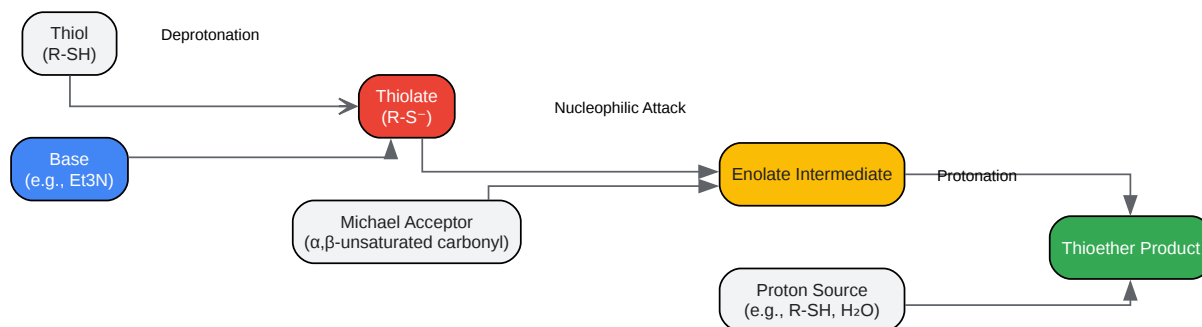 Thiol
(R-SH)
Deprotonation
Thiolate
(R-S⁻)
Nucleophilic Attack
Base
(e.g., Et3N)
Enolate Intermediate
Protonation
Michael Acceptor
(α,β-unsaturated carbonyl)
Thioether Product
Proton Source
(e.g., R-SH, H₂O)